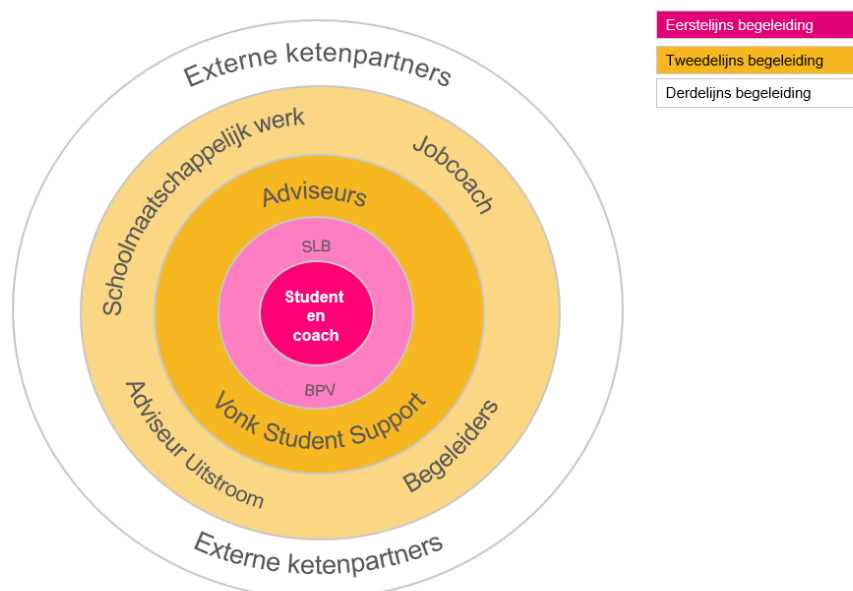 Eerstelijns begeleiding
Tweedelijns begeleiding
Derdelijns begeleiding
Externe ketenpartners
Schoolmaatschappelijk werk
Jobcoach
Adviseurs
SLB
Student
en
coach
BPV
Vonk Student Support
Adviseur Uitstroom
Begeleiders
Externe ketenpartners